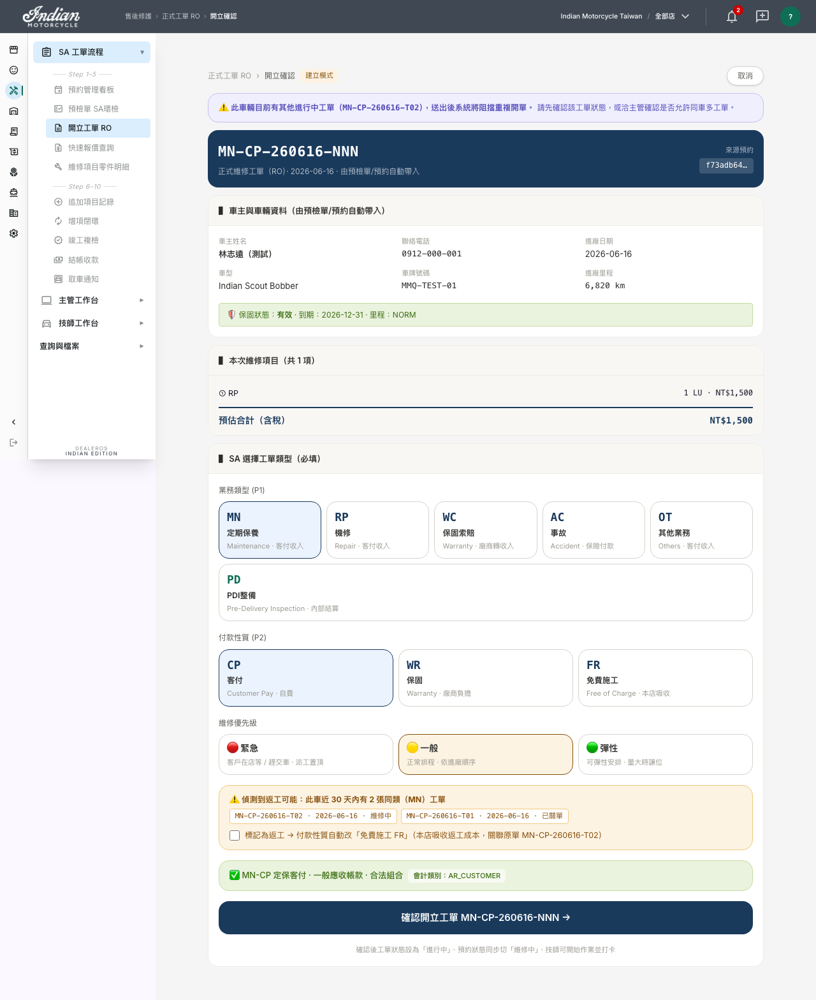 Indian
MOTORCYCLE
售後修護 › 正式工單 RO › 開立確認
Indian Motorcycle Taiwan / 全部店
2
?
SA 工單流程
Step 1–5
預約管理看板
預檢單 SA環檢
開立工單 RO
快速報價查詢
維修項目零件明細
Step 6–10
追加項目記錄
增項閉環
竣工複檢
結帳收款
取車通知
主管工作台
技師工作台
查詢與檔案
DEALEROS
INDIAN EDITION
正式工單 RO › 開立確認 建立模式
取消
⚠️ 此車輛目前有其他進行中工單（MN-CP-260616-T02），送出後系統將阻擋重複開單。 請先確認該工單狀態，或洽主管確認是否允許同車多工單。
MN-CP-260616-NNN
正式維修工單（RO）· 2026-06-16 · 由預檢單/預約自動帶入
來源預約
f73adb64…
▋ 車主與車輛資料（由預檢單/預約自動帶入）
車主姓名
林志遠（測試）
聯絡電話
0912-000-001
進廠日期
2026-06-16
車型
Indian Scout Bobber
車牌號碼
MMQ-TEST-01
進廠里程
6,820 km
🛡️ 保固狀態：有效 · 到期：2026-12-31 · 里程：NORM
▋ 本次維修項目（共 1 項）
① RP
1 LU · NT$1,500
預估合計（含稅）
NT$1,500
▋ SA 選擇工單類型（必填）
業務類型 (P1)
MN
定期保養
Maintenance · 客付收入
RP
機修
Repair · 客付收入
WC
保固索賠
Warranty · 廠商轉收入
AC
事故
Accident · 保險付款
OT
其他業務
Others · 客付收入
PD
PDI整備
Pre-Delivery Inspection · 內部結算
付款性質 (P2)
CP
客付
Customer Pay · 自費
WR
保固
Warranty · 廠商負擔
FR
免費施工
Free of Charge · 本店吸收
維修優先級
🔴 緊急
客戶在店等 / 趕交車 · 派工置頂
🟡 一般
正常排程 · 依進廠順序
🟢 彈性
可彈性安排 · 量大時讓位
⚠️ 偵測到返工可能：此車近 30 天內有 2 張同類（MN）工單
MN-CP-260616-T02 · 2026-06-16 · 維修中
MN-CP-260616-T01 · 2026-06-16 · 已關單
標記為返工 → 付款性質自動改「免費施工 FR」（本店吸收返工成本，關聯原單 MN-CP-260616-T02）
✅ MN-CP 定保客付 · 一般應收帳款 · 合法組合 會計類別：AR_CUSTOMER
確認開立工單 MN-CP-260616-NNN →
確認後工單狀態設為「進行中」、預約狀態同步切「維修中」、技師可開始作業並打卡